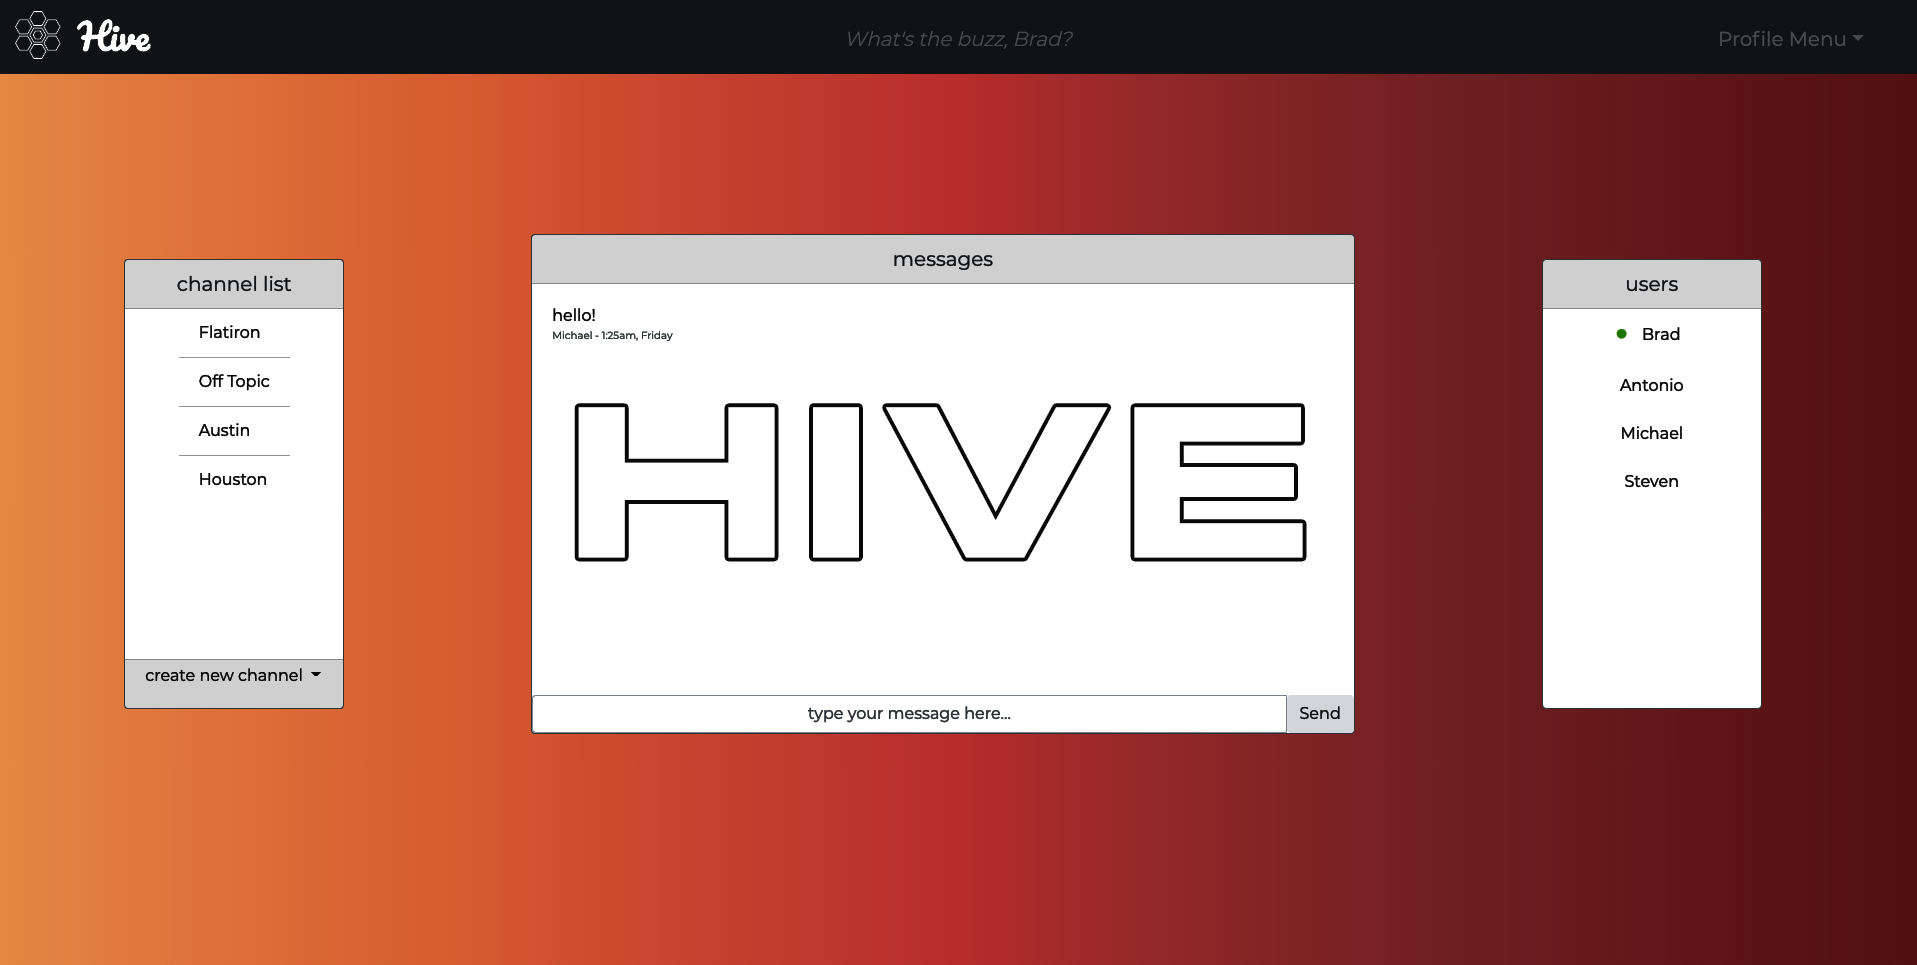 Hive
What's the buzz, Brad?
Profile Menu
channel list
Flatiron
Off Topic
Austin
Houston
create new channel
messages
hello!
Michael - 1:25am, Friday
HIVE
type your message here...
Send
users
Brad
Antonio
Michael
Steven